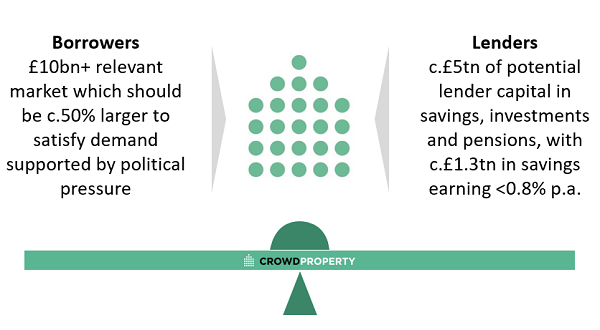 Borrowers
£10bn+ relevant
market which should
be c.50% larger to
satisfy demand
supported by political
pressure
Lenders
c.£5tn of potential
lender capital in
savings, investments
and pensions, with
c.£1.3tn in savings
earning <0.8% p.a.
CROWDPROPERTY